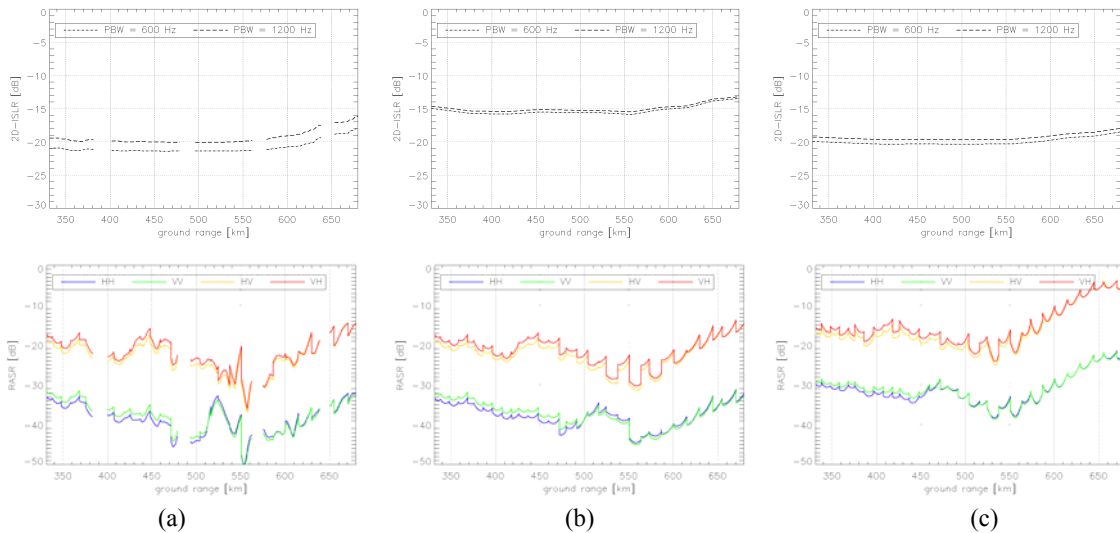 0
−5
−10
−15
−20
−25
−30
2D−ISLR [dB]
PBW = 600 Hz PBW = 1200 Hz
350 400 450 500 550 600 650
ground range [km]
0
−5
−10
−15
−20
−25
−30
2D−ISLR [dB]
PBW = 600 Hz PBW = 1200 Hz
350 400 450 500 550 600 650
ground range [km]
0
−5
−10
−15
−20
−25
−30
2D−ISLR [dB]
PBW = 600 Hz PBW = 1200 Hz
350 400 450 500 550 600 650
ground range [km]
0
−10
−20
−30
−40
−50
RASR [dB]
HH VV HV VH
350 400 450 500 550 600 650
ground range [km]
(a)
0
−10
−20
−30
−40
−50
RASR [dB]
HH VV HV VH
350 400 450 500 550 600 650
ground range [km]
(b)
0
−10
−20
−30
−40
−50
RASR [dB]
HH VV HV VH
350 400 450 500 550 600 650
ground range [km]
(c)